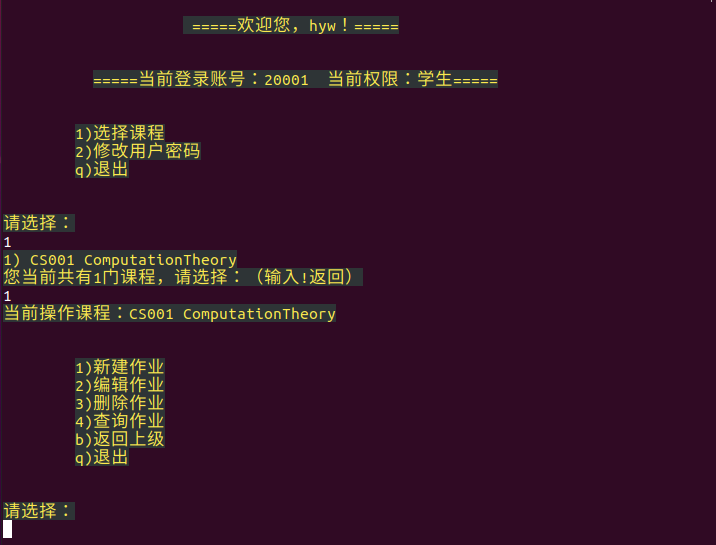 =====欢迎您，hyw！=====
=====当前登录账号：20001  当前权限：学生=====
1)选择课程
2)修改用户密码
q)退出
请选择：
1
1) CS001 ComputationTheory
您当前共有1门课程，请选择：（输入!返回）
1
当前操作课程：CS001 ComputationTheory
1)新建作业
2)编辑作业
3)删除作业
4)查询作业
b)返回上级
q)退出
请选择：